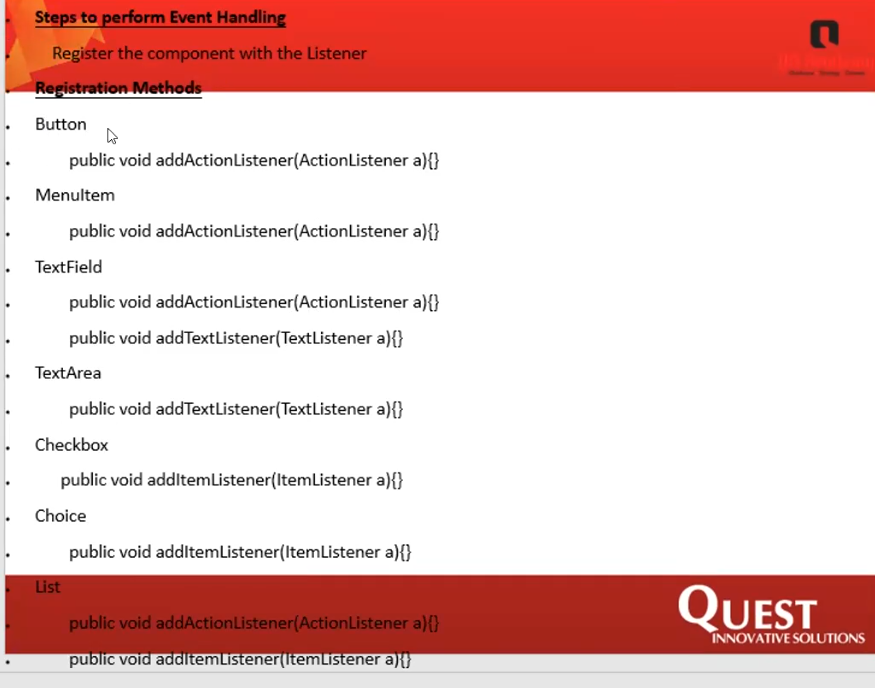 Steps to perform Event Handling
Register the component with the Listener
Registration Methods
Button
public void addActionListener(ActionListener a){}
MenuItem
public void addActionListener(ActionListener a){}
TextField
public void addActionListener(ActionListener a){}
public void addTextListener(TextListener a){}
TextArea
public void addTextListener(TextListener a){}
Checkbox
public void addItemListener(ItemListener a){}
Choice
public void addItemListener(ItemListener a){}
List
public void addActionListener(ActionListener a){}
public void addItemListener(ItemListener a){}
QUEST
INNOVATIVE SOLUTIONS